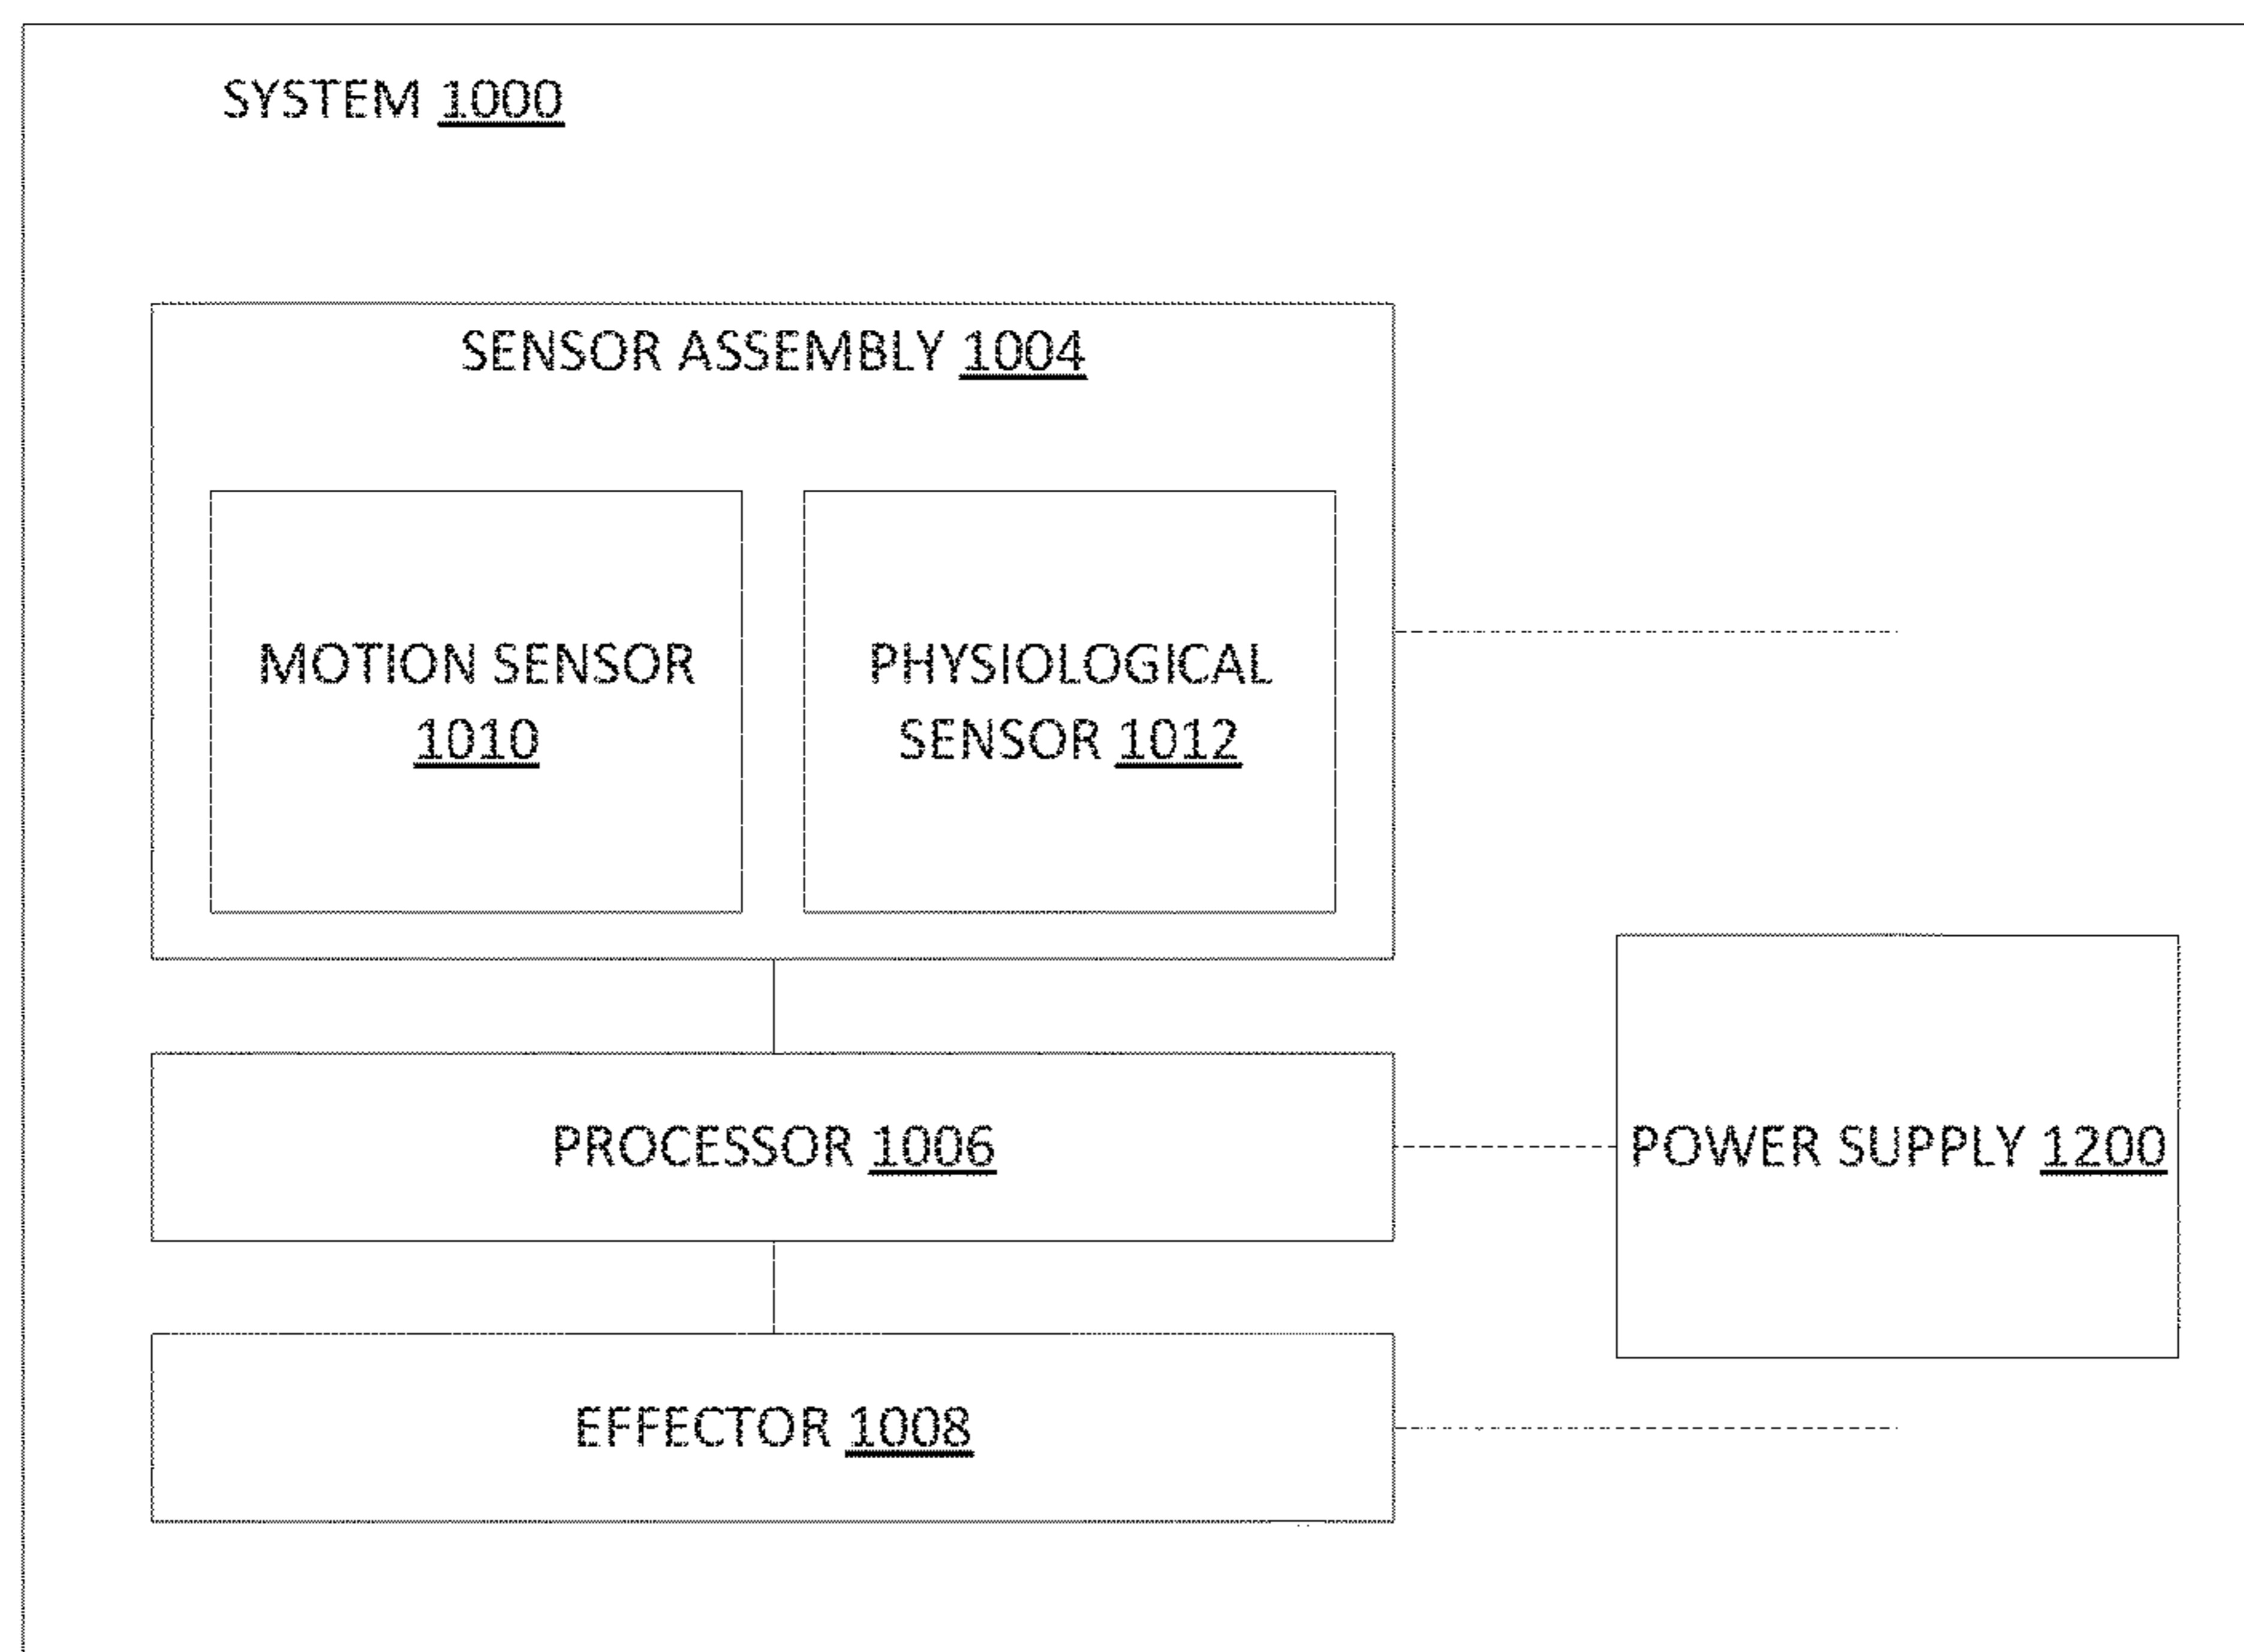 SYSTEM 1000
SENSOR ASSEMBLY 1004
MOTION SENSOR
1010
PHYSIOLOGICAL
SENSOR 1012
PROCESSOR 1006
POWER SUPPLY 1200
EFFECTOR 1008